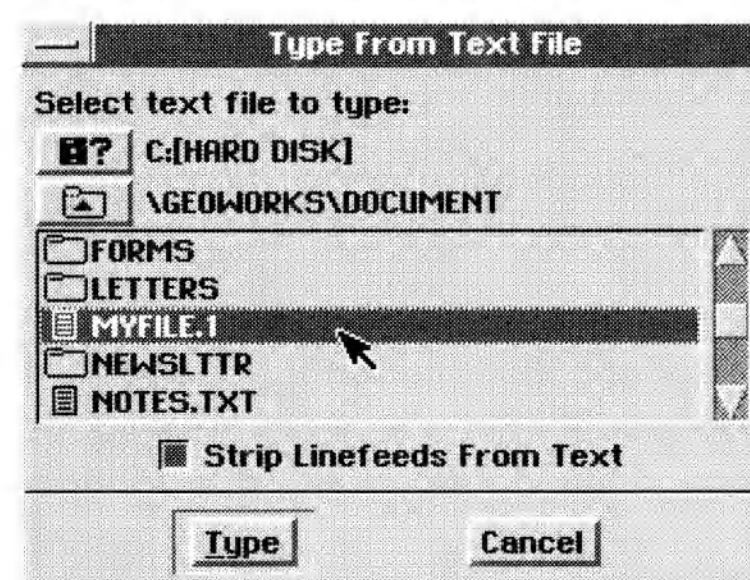 Type From Text File
Select text file to type:
? C:[HARD DISK]
\GEOWORKS\DOCUMENT
FORMS
LETTERS
MYFILE.1
NEWSLTTR
NOTES.TXT
Strip Linefeeds From Text
Type Cancel